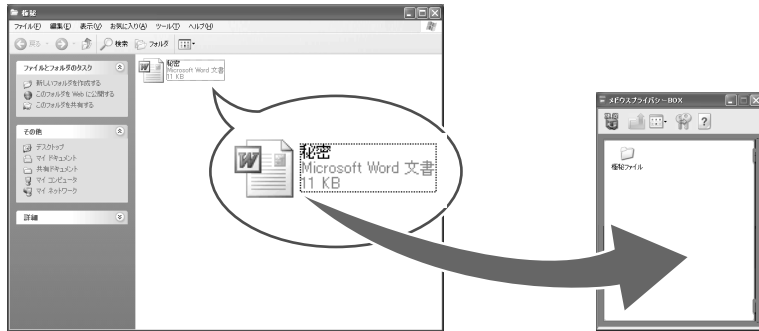 極秘
ファイル(F) 編集(E) 表示(V) お気に入り(A) ツール(T) ヘルプ(H)
戻る 検索 フォルダ
ファイルとフォルダのタスク
新しいフォルダを作成する
このフォルダを Web に公開する
このフォルダを共有する
その他
デスクトップ
マイ ドキュメント
共有ドキュメント
マイ コンピュータ
マイ ネットワーク
詳細
秘密
Microsoft Word 文書
11 KB
秘密
Microsoft Word 文書
11 KB
メビウスプライバシーBOX
極秘ファイル